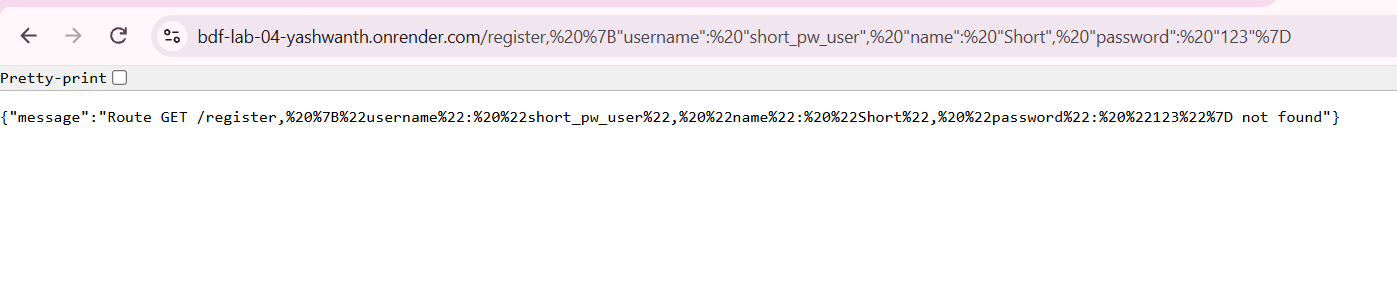 bdf-lab-04-yashwanth.onrender.com/register,%20%7B"username":%20"short_pw_user",%20"name":%20"Short",%20"password":%20"123"%7D
Pretty-print
{"message":"Route GET /register,%20%7B%22username%22:%20%22short_pw_user%22,%20%22name%22:%20%22Short%22,%20%22password%22:%20%22123%22%7D not found"}